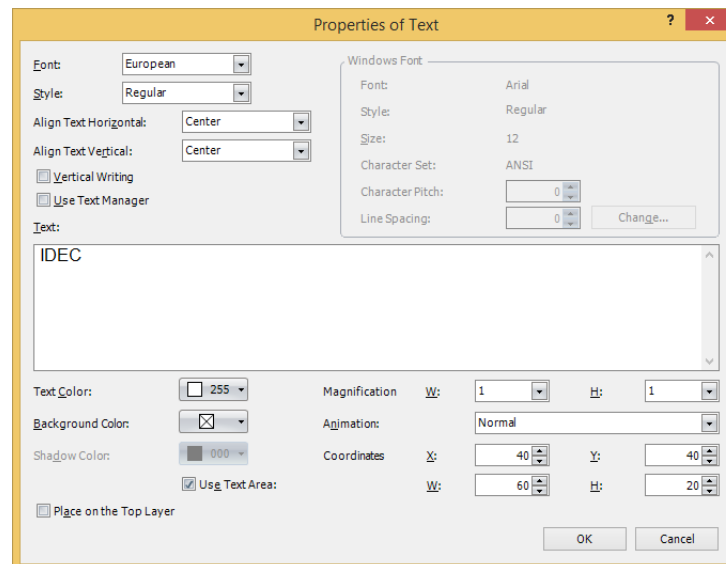 Properties of Text
?
Font: European
Style: Regular
Align Text Horizontal: Center
Align Text Vertical: Center
Vertical Writing
Use Text Manager
Windows Font
Font: Arial
Style: Regular
Size: 12
Character Set: ANSI
Character Pitch: 0
Line Spacing: 0 Change...
Text:
IDEC
Text Color: 255 Magnification W: 1 H: 1
Background Color: Animation: Normal
Shadow Color: 000 Coordinates X: 40 Y: 40
Use Text Area: W: 60 H: 20
Place on the Top Layer
OK Cancel